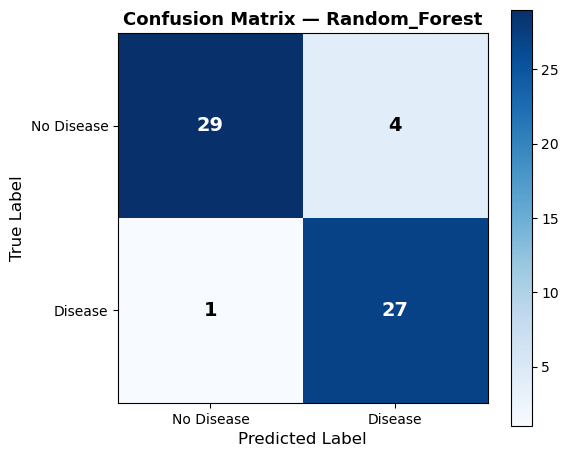 Confusion Matrix — Random_Forest
True Label
No Disease
29
4
Disease
1
27
No Disease
Disease
Predicted Label
25
20
15
10
5